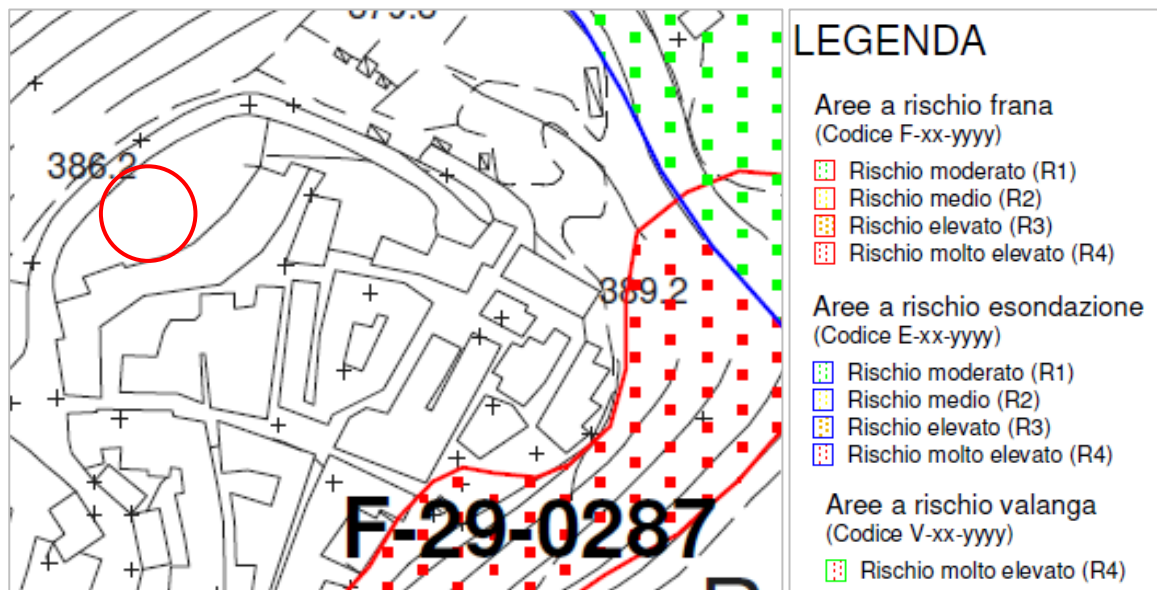 386.2
389.2
F-29-0287
LEGENDA
Aree a rischio frana
(Codice F-xx-yyyy)
Rischio moderato (R1)
Rischio medio (R2)
Rischio elevato (R3)
Rischio molto elevato (R4)
Aree a rischio esondazione
(Codice E-xx-yyyy)
Rischio moderato (R1)
Rischio medio (R2)
Rischio elevato (R3)
Rischio molto elevato (R4)
Aree a rischio valanga
(Codice V-xx-yyyy)
Rischio molto elevato (R4)